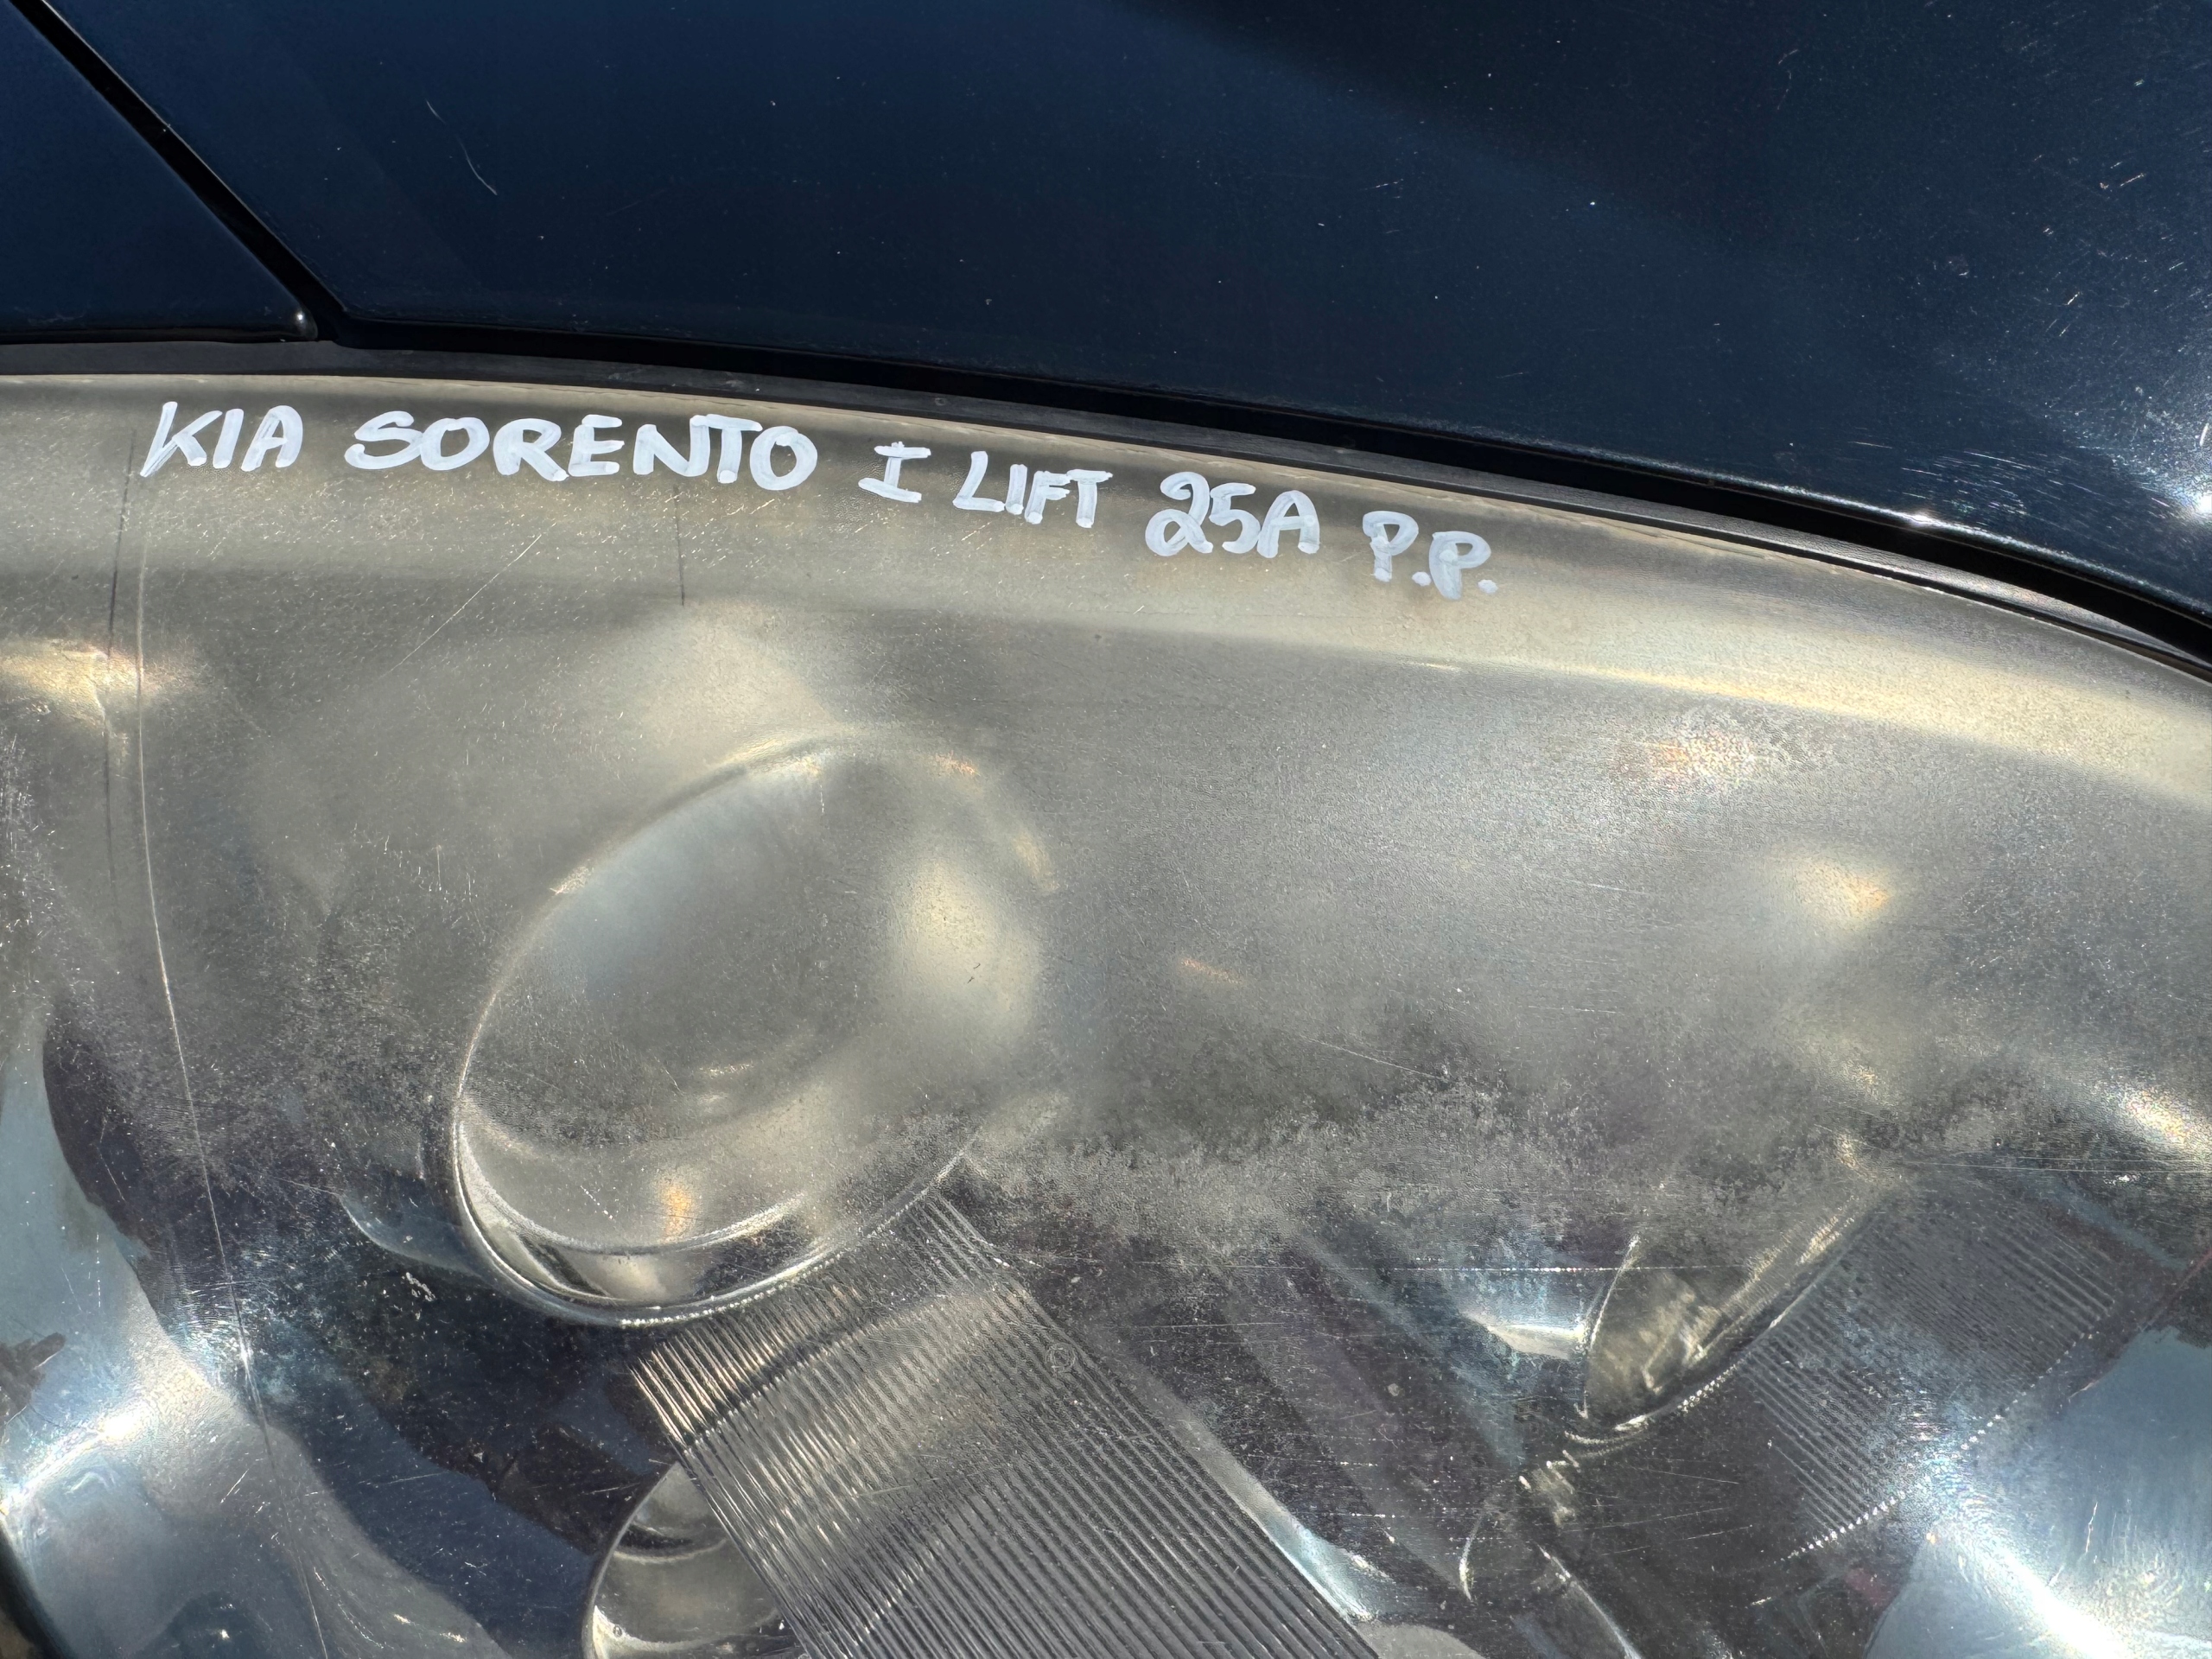 KIA SORENTO I LIFT 25A P.P.